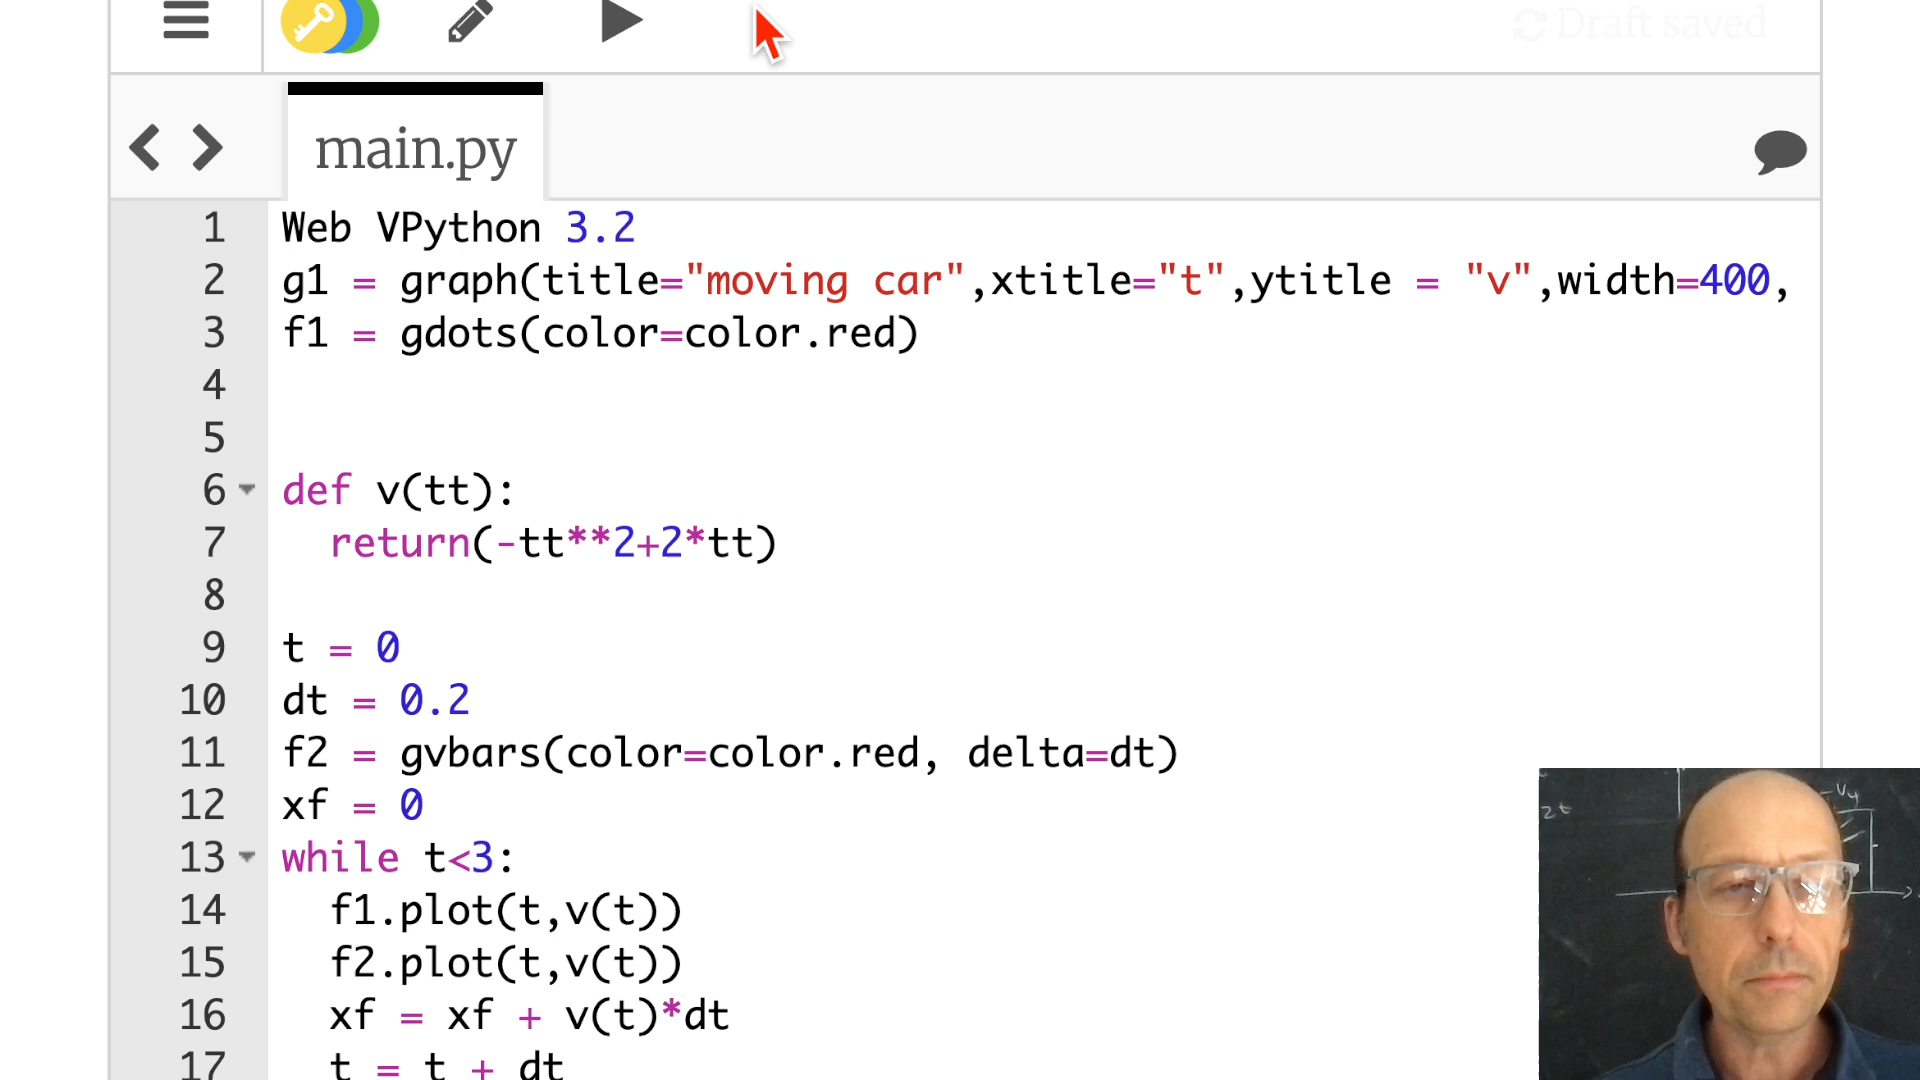 Draft saved
main.py
1 Web VPython 3.2
2 g1 = graph(title="moving car",xtitle="t",ytitle = "v",width=400,
3 f1 = gdots(color=color.red)
4
5
6 def v(tt):
7 return(-tt**2+2*tt)
8
9 t = 0
10 dt = 0.2
11 f2 = gvbars(color=color.red, delta=dt)
12 xf = 0
13 while t<3:
14 f1.plot(t,v(t))
15 f2.plot(t,v(t))
16 xf = xf + v(t)*dt
17 t = t + dt
2t